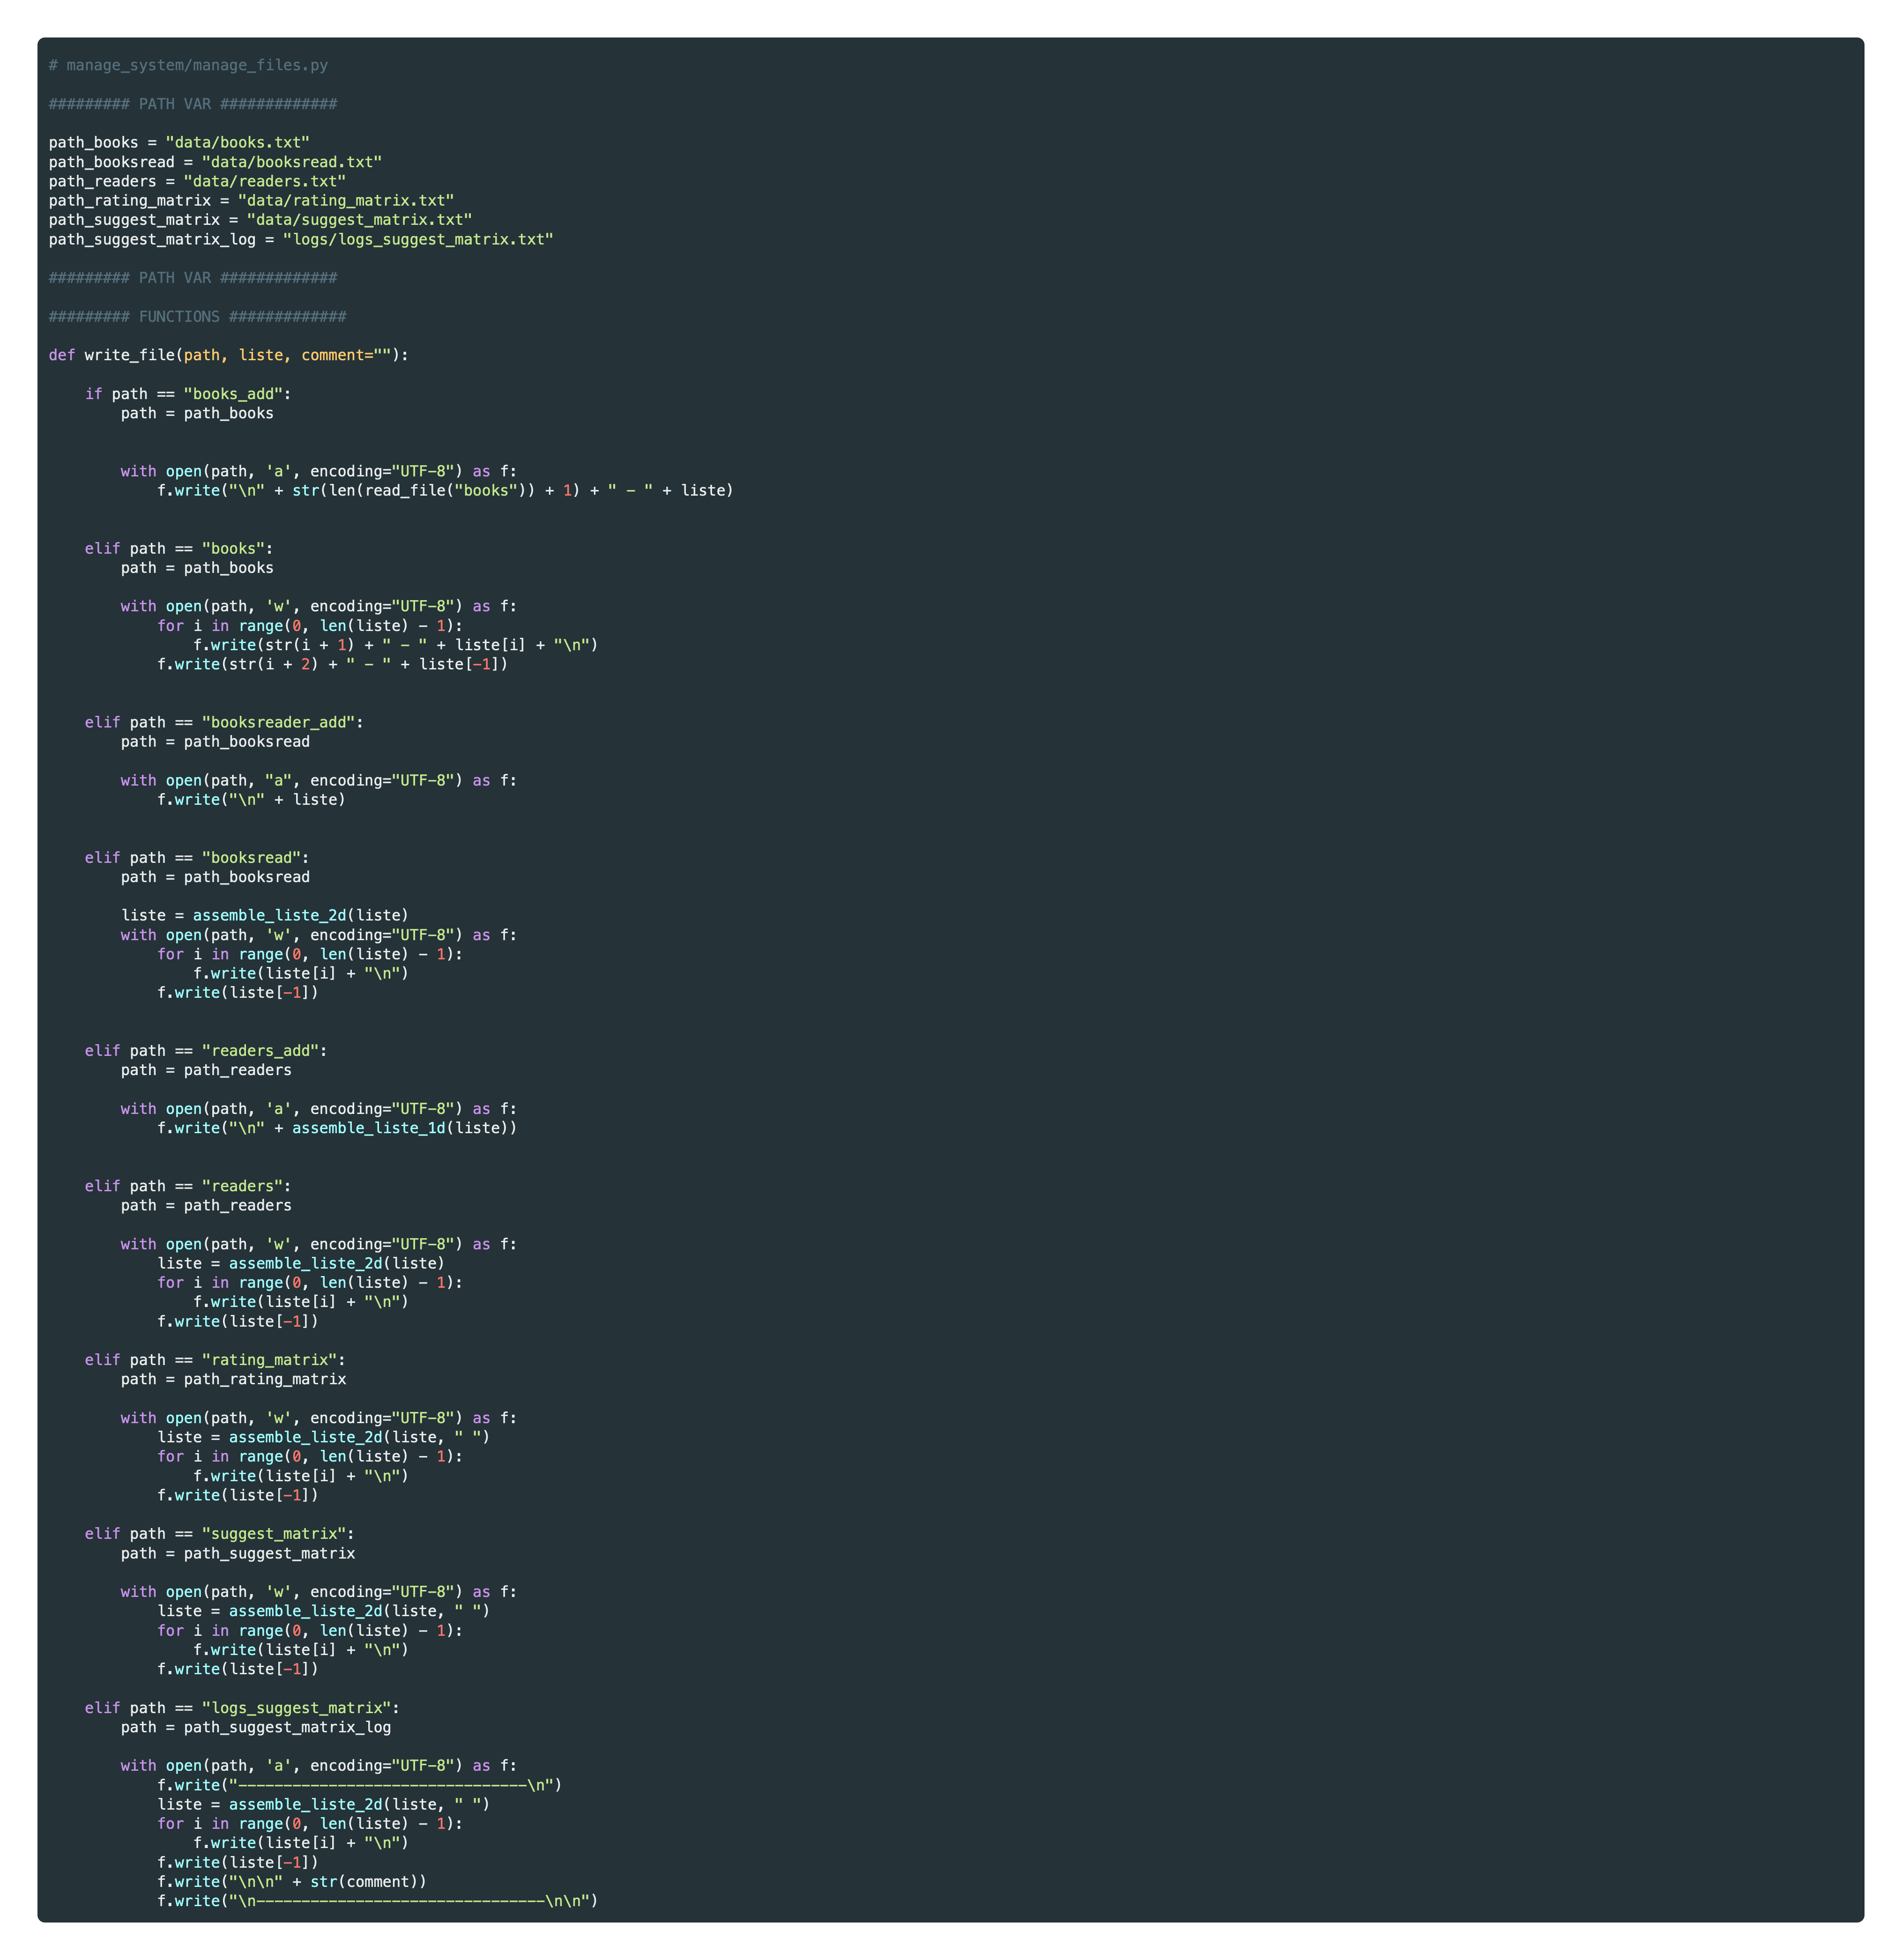 # manage_system/manage_files.py
######### PATH VAR #############
path_books = "data/books.txt"
path_booksread = "data/booksread.txt"
path_readers = "data/readers.txt"
path_rating_matrix = "data/rating_matrix.txt"
path_suggest_matrix = "data/suggest_matrix.txt"
path_suggest_matrix_log = "logs/logs_suggest_matrix.txt"
######### PATH VAR #############
######### FUNCTIONS #############
def write_file(path, liste, comment=""):
    if path == "books_add":
        path = path_books
        with open(path, 'a', encoding="UTF-8") as f:
            f.write("\n" + str(len(read_file("books")) + 1) + " - " + liste)
    elif path == "books":
        path = path_books
        with open(path, 'w', encoding="UTF-8") as f:
            for i in range(0, len(liste) - 1):
                f.write(str(i + 1) + " - " + liste[i] + "\n")
            f.write(str(i + 2) + " - " + liste[-1])
    elif path == "booksreader_add":
        path = path_booksread
        with open(path, "a", encoding="UTF-8") as f:
            f.write("\n" + liste)
    elif path == "booksread":
        path = path_booksread
        liste = assemble_liste_2d(liste)
        with open(path, 'w', encoding="UTF-8") as f:
            for i in range(0, len(liste) - 1):
                f.write(liste[i] + "\n")
            f.write(liste[-1])
    elif path == "readers_add":
        path = path_readers
        with open(path, 'a', encoding="UTF-8") as f:
            f.write("\n" + assemble_liste_1d(liste))
    elif path == "readers":
        path = path_readers
        with open(path, 'w', encoding="UTF-8") as f:
            liste = assemble_liste_2d(liste)
            for i in range(0, len(liste) - 1):
                f.write(liste[i] + "\n")
            f.write(liste[-1])
    elif path == "rating_matrix":
        path = path_rating_matrix
        with open(path, 'w', encoding="UTF-8") as f:
            liste = assemble_liste_2d(liste, " ")
            for i in range(0, len(liste) - 1):
                f.write(liste[i] + "\n")
            f.write(liste[-1])
    elif path == "suggest_matrix":
        path = path_suggest_matrix
        with open(path, 'w', encoding="UTF-8") as f:
            liste = assemble_liste_2d(liste, " ")
            for i in range(0, len(liste) - 1):
                f.write(liste[i] + "\n")
            f.write(liste[-1])
    elif path == "logs_suggest_matrix":
        path = path_suggest_matrix_log
        with open(path, 'a', encoding="UTF-8") as f:
            f.write("--------------------------------\n")
            liste = assemble_liste_2d(liste, " ")
            for i in range(0, len(liste) - 1):
                f.write(liste[i] + "\n")
            f.write(liste[-1])
            f.write("\n\n" + str(comment))
            f.write("\n--------------------------------\n\n")